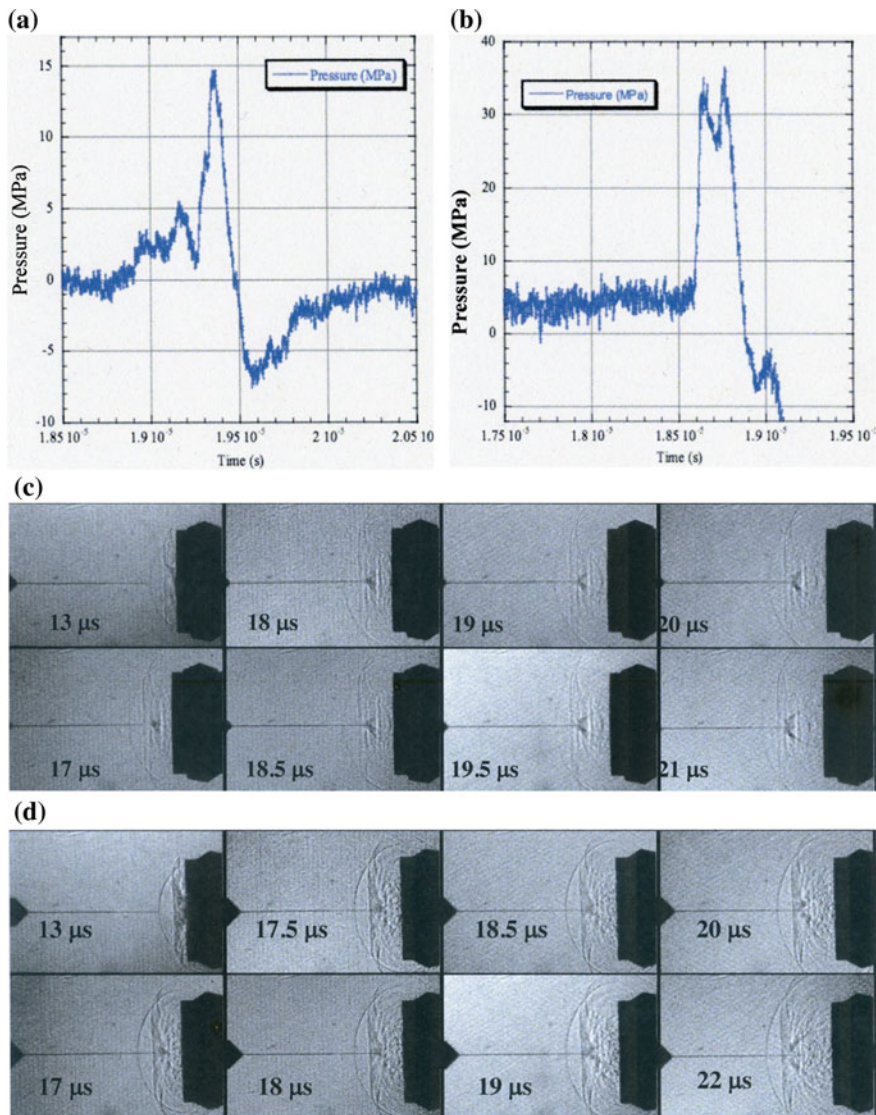 (a)
15
10
5
0
-5
-10
Pressure (MPa)
Pressure (MPa)
1.85 10⁻⁵
1.9 10⁻⁵
1.95 10⁻⁵
2 10⁻⁵
2.05 10
Time (s)
(b)
40
30
20
10
0
-10
Pressure (MPa)
Pressure (MPa)
1.75 10⁻⁵
1.8 10⁻⁵
1.85 10⁻⁵
1.9 10⁻⁵
1.95 10⁻⁵
Time (s)
(c)
13 µs
18 µs
19 µs
20 µs
17 µs
18.5 µs
19.5 µs
21 µs
(d)
13 µs
17.5 µs
18.5 µs
20 µs
17 µs
18 µs
19 µs
22 µs